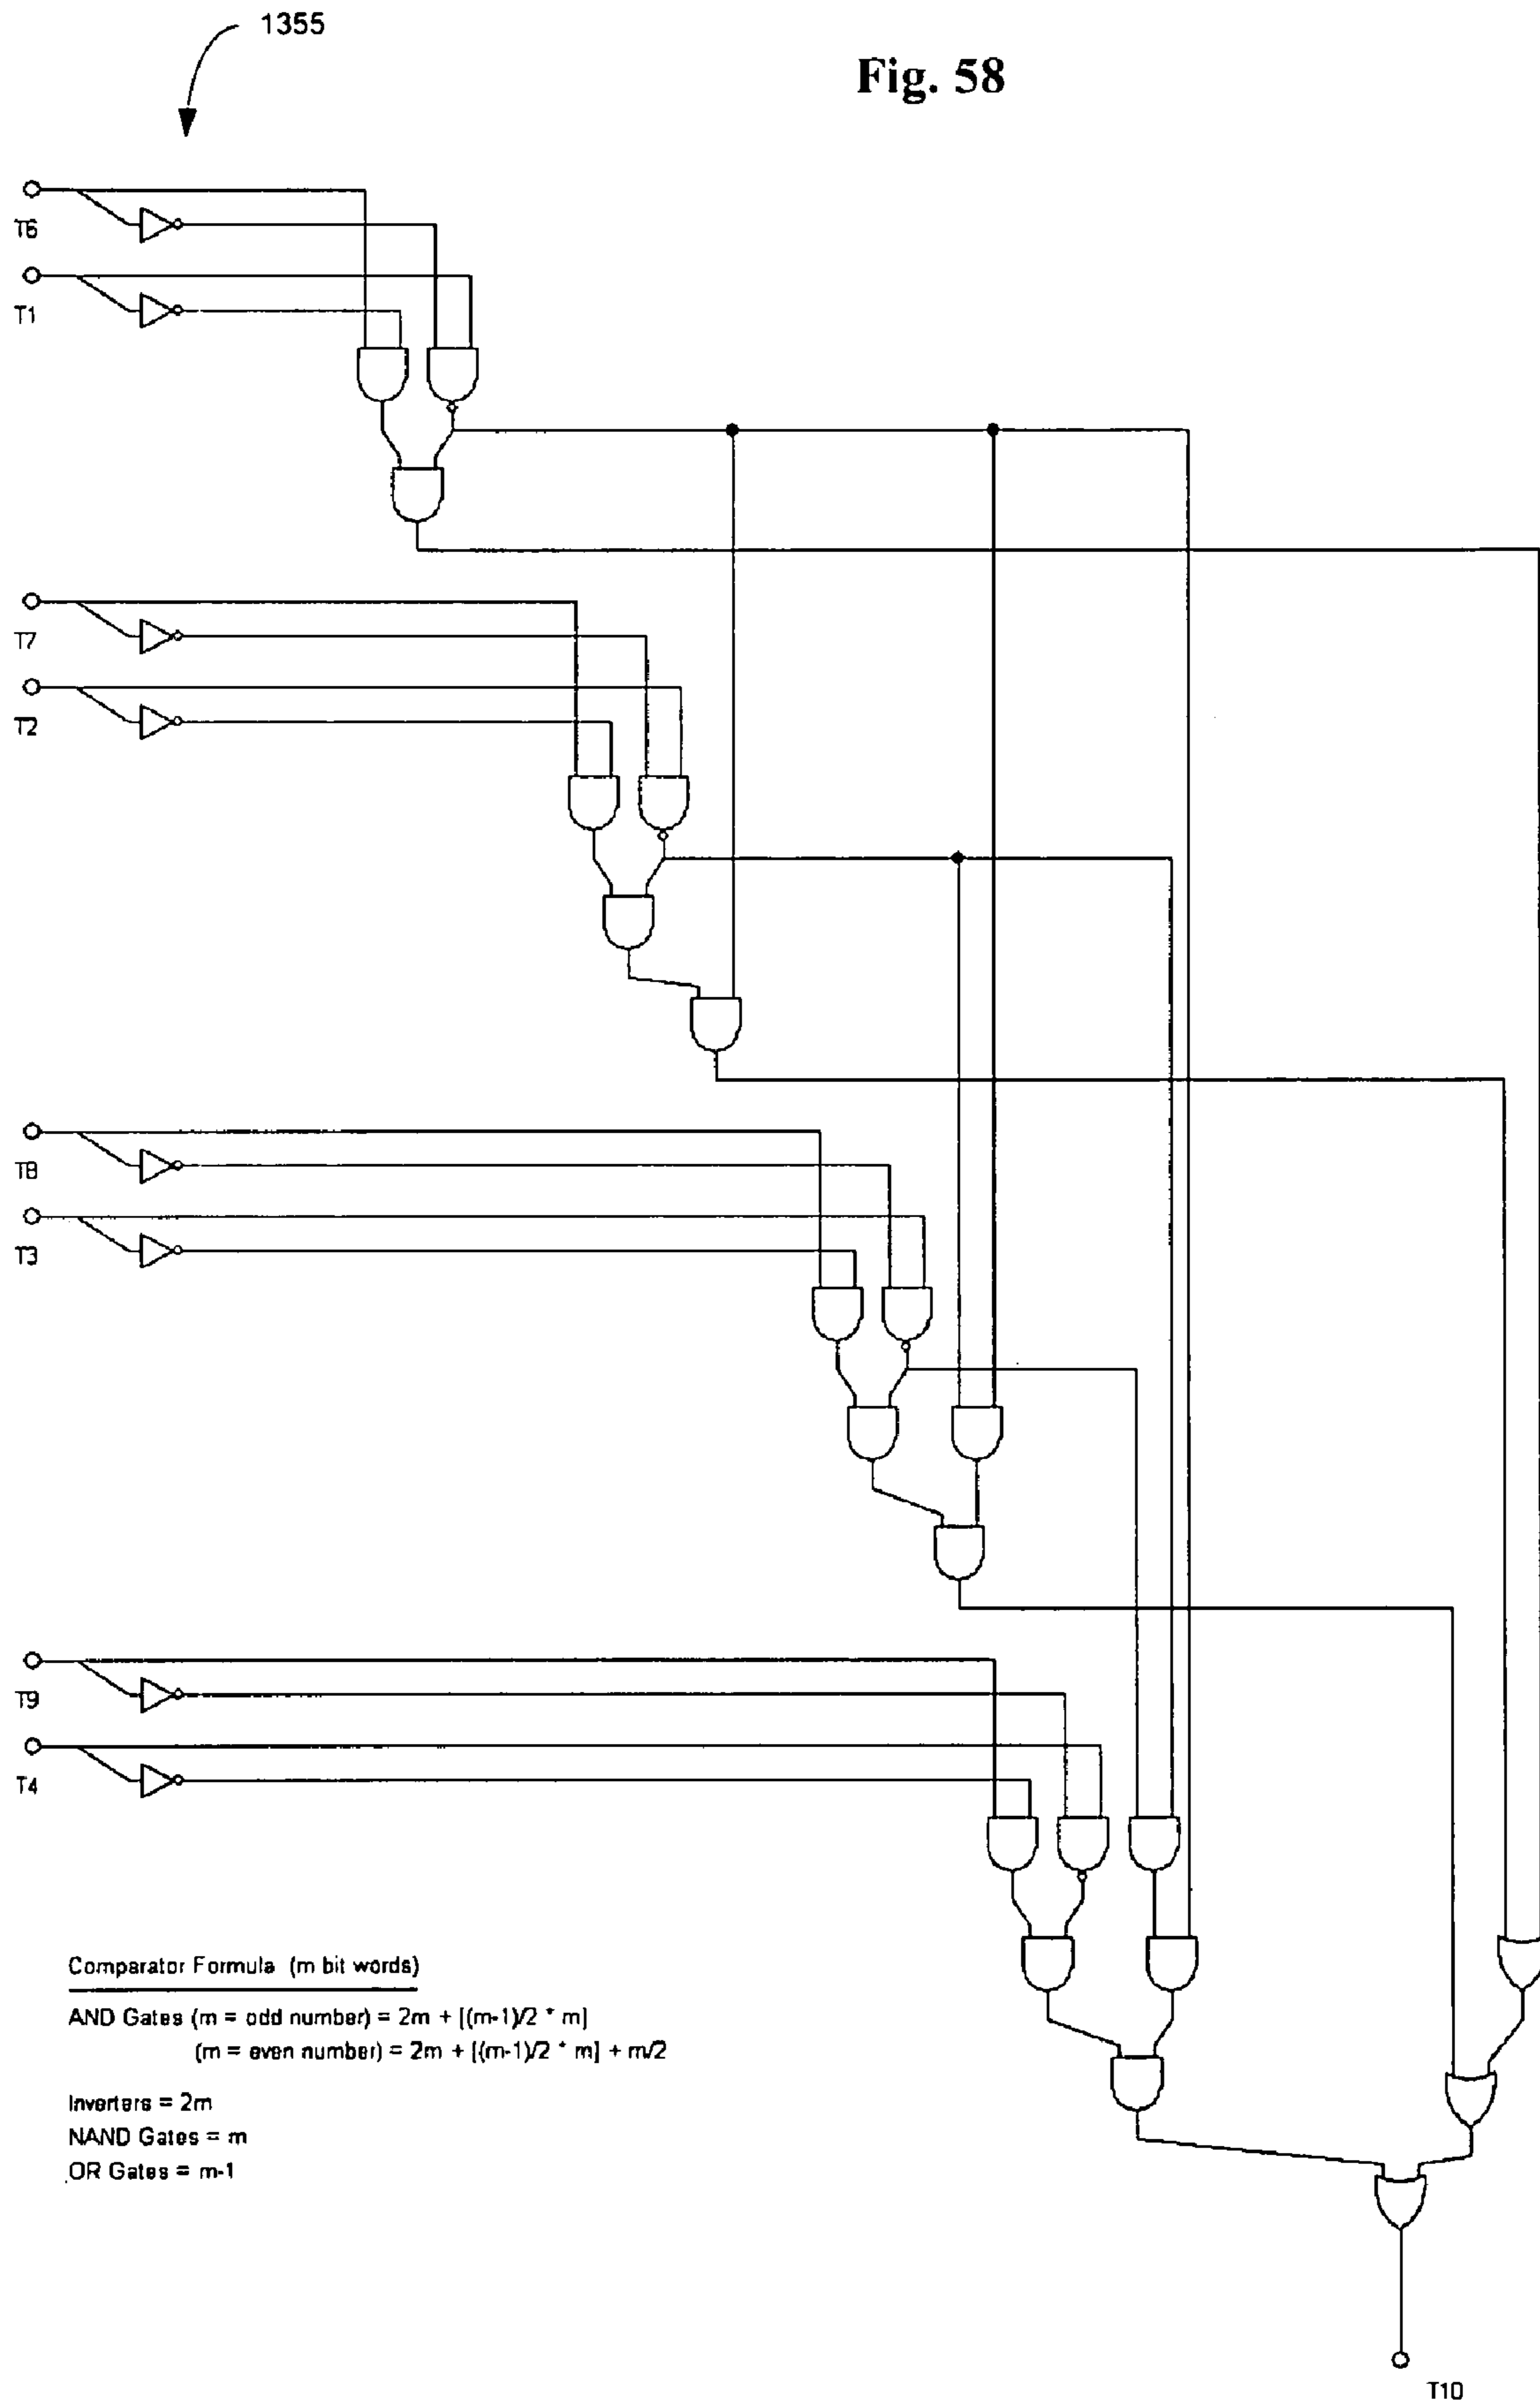 1355
Fig. 58
T6
T1
T7
T2
T8
T3
T9
T4
Comparator Formula (m bit words)
AND Gates (m = odd number) = 2m + [(m-1)/2 * m]
(m = even number) = 2m + [(m-1)/2 * m] + m/2
Inverters = 2m
NAND Gates = m
OR Gates = m-1
T10